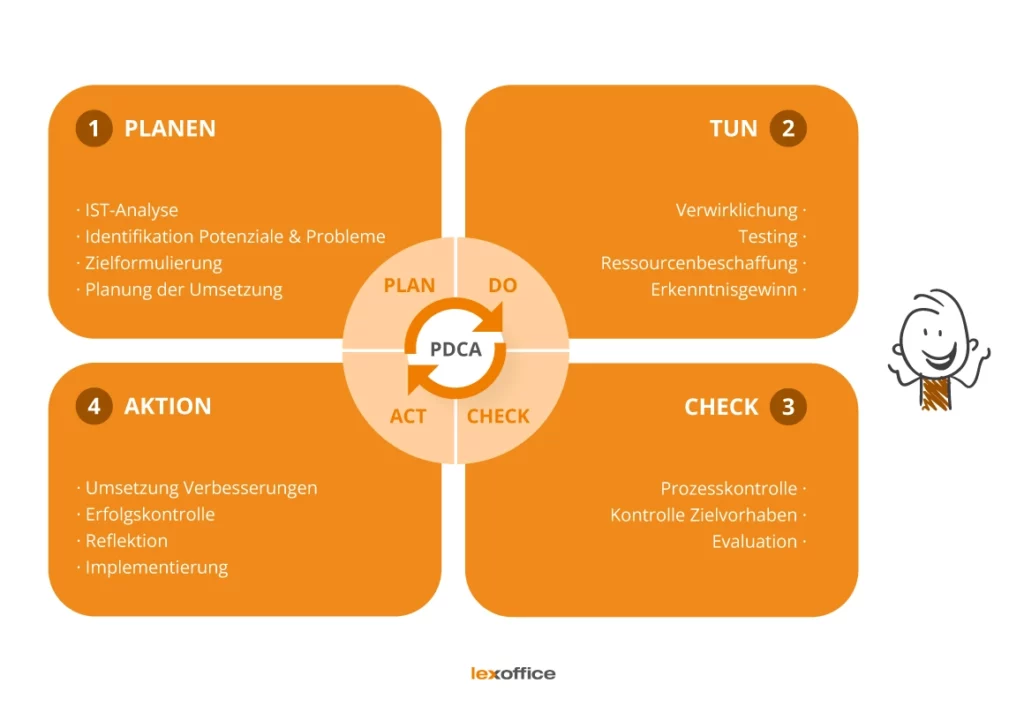 1 PLANEN
· IST-Analyse
· Identifikation Potenziale & Probleme
· Zielformulierung
· Planung der Umsetzung
TUN 2
Verwirklichung ·
Testing ·
Ressourcenbeschaffung ·
Erkenntnisgewinn ·
PLAN
DO
PDCA
ACT
CHECK
4 AKTION
· Umsetzung Verbesserungen
· Erfolgskontrolle
· Reflektion
· Implementierung
CHECK 3
Prozesskontrolle ·
Kontrolle Zielvorhaben ·
Evaluation ·
lexoffice